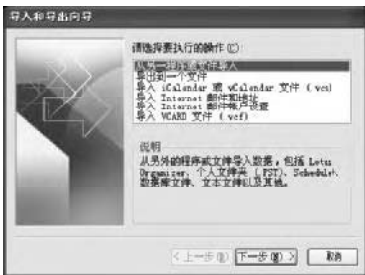 导入和导出向导
请选择要执行的操作(C):
从另一程序或文件导入
导出到一个文件
导入 iCalendar 或 vCalendar 文件 (.vcs)
导入 Internet 邮件和地址
导入 Internet 邮件帐户设置
导入 VCARD 文件 (.vcf)
说明
从另外的程序或文件导入数据，包括 Lotus
Organizer、个人文件夹 (.PST)、Schedule+、
数据库文件、文本文件以及其他。
<上一步(B) 下一步(N)> 取消